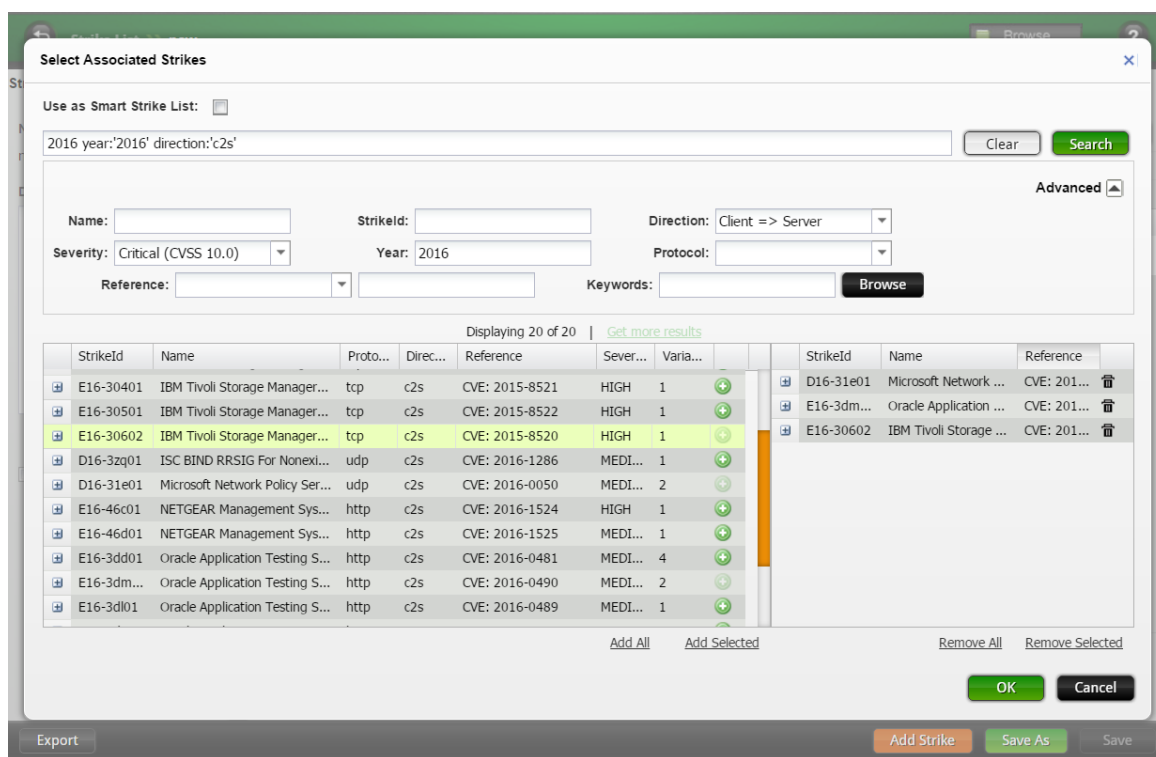 Strike List >> new
Browse
?
Select Associated Strikes
×
Use as Smart Strike List:
2016 year:'2016' direction:'c2s'
Clear
Search
Advanced
Name:
StrikeId:
Direction: Client => Server
Severity: Critical (CVSS 10.0)
Year: 2016
Protocol:
Reference:
Keywords:
Browse
Displaying 20 of 20 | Get more results
StrikeId Name Proto... Direc... Reference Sever... Varia...
E16-30401 IBM Tivoli Storage Manager... tcp c2s CVE: 2015-8521 HIGH 1
E16-30501 IBM Tivoli Storage Manager... tcp c2s CVE: 2015-8522 HIGH 1
E16-30602 IBM Tivoli Storage Manager... tcp c2s CVE: 2015-8520 HIGH 1
D16-3zq01 ISC BIND RRSIG For Nonexi... udp c2s CVE: 2016-1286 MEDI... 1
D16-31e01 Microsoft Network Policy Ser... udp c2s CVE: 2016-0050 MEDI... 2
E16-46c01 NETGEAR Management Sys... http c2s CVE: 2016-1524 HIGH 1
E16-46d01 NETGEAR Management Sys... http c2s CVE: 2016-1525 MEDI... 1
E16-3dd01 Oracle Application Testing S... http c2s CVE: 2016-0481 MEDI... 4
E16-3dm... Oracle Application Testing S... http c2s CVE: 2016-0490 MEDI... 2
E16-3dl01 Oracle Application Testing S... http c2s CVE: 2016-0489 MEDI... 1
StrikeId Name Reference
D16-31e01 Microsoft Network ... CVE: 201...
E16-3dm... Oracle Application ... CVE: 201...
E16-30602 IBM Tivoli Storage ... CVE: 201...
Add All Add Selected
Remove All Remove Selected
OK
Cancel
Export
Add Strike
Save As
Save